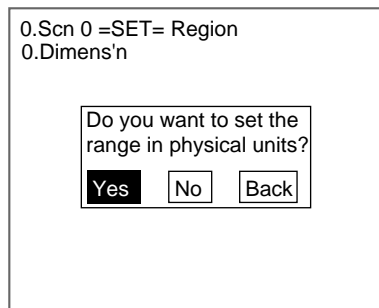 0.Scn 0 =SET= Region
0.Dimens'n
Do you want to set the
range in physical units?
Yes No Back